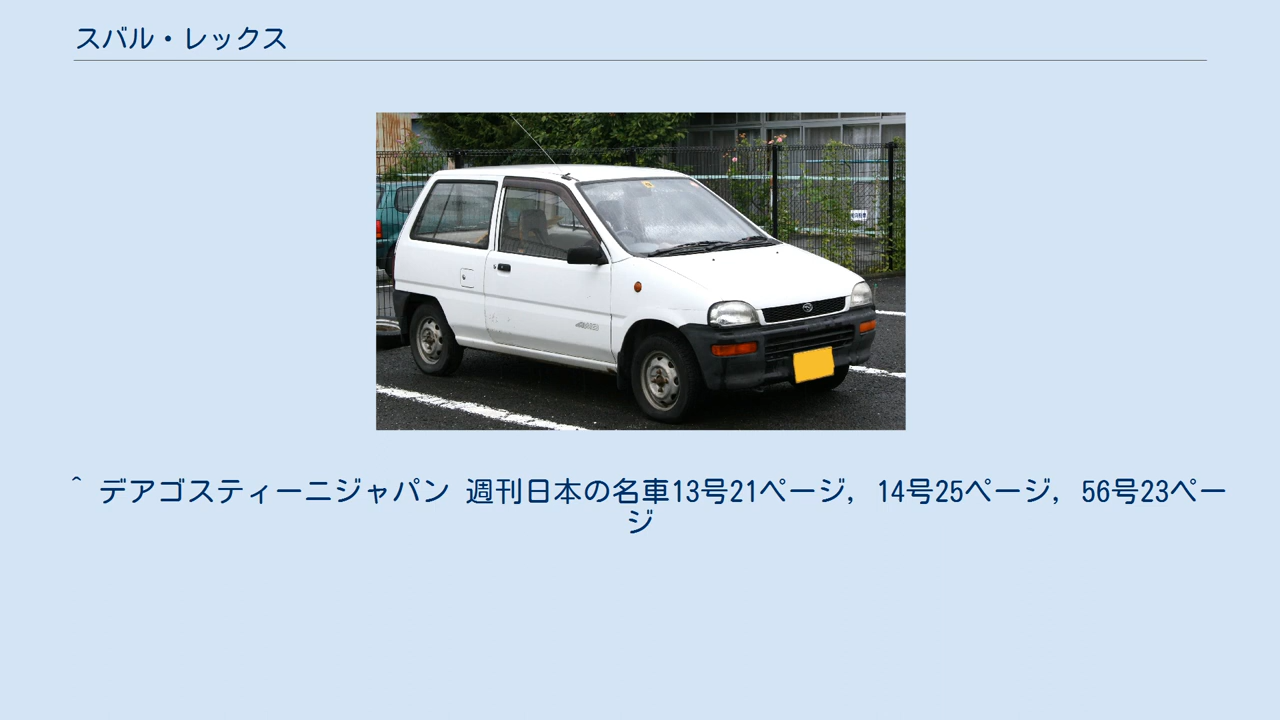 スバル・レックス
^ デアゴスティーニジャパン 週刊日本の名車13号21ページ, 14号25ページ, 56号23ペー
ジ